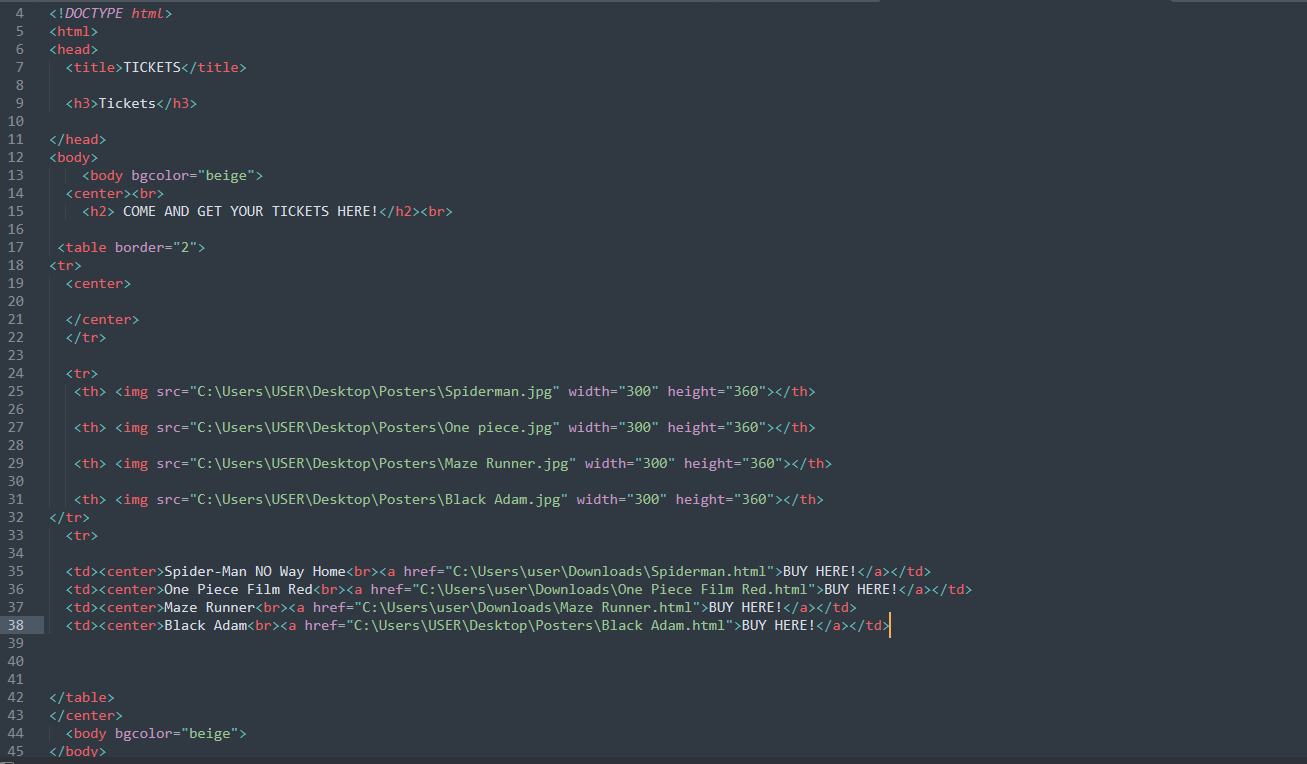 4 <!DOCTYPE html>
5 <html>
6 <head>
7 <title>TICKETS</title>
8
9 <h3>Tickets</h3>
10
11 </head>
12 <body>
13 <body bgcolor="beige">
14 <center><br>
15 <h2> COME AND GET YOUR TICKETS HERE!</h2><br>
16
17 <table border="2">
18 <tr>
19 <center>
20
21 </center>
22 </tr>
23
24 <tr>
25 <th> <img src="C:\Users\USER\Desktop\Posters\Spiderman.jpg" width="300" height="360"></th>
26
27 <th> <img src="C:\Users\USER\Desktop\Posters\One piece.jpg" width="300" height="360"></th>
28
29 <th> <img src="C:\Users\USER\Desktop\Posters\Maze Runner.jpg" width="300" height="360"></th>
30
31 <th> <img src="C:\Users\USER\Desktop\Posters\Black Adam.jpg" width="300" height="360"></th>
32 </tr>
33 <tr>
34
35 <td><center>Spider-Man NO Way Home<br><a href="C:\Users\user\Downloads\Spiderman.html">BUY HERE!</a></td>
36 <td><center>One Piece Film Red<br><a href="C:\Users\user\Downloads\One Piece Film Red.html">BUY HERE!</a></td>
37 <td><center>Maze Runner<br><a href="C:\Users\user\Downloads\Maze Runner.html">BUY HERE!</a></td>
38 <td><center>Black Adam<br><a href="C:\Users\USER\Desktop\Posters\Black Adam.html">BUY HERE!</a></td>
39
40
41
42 </table>
43 </center>
44 <body bgcolor="beige">
45 </body>